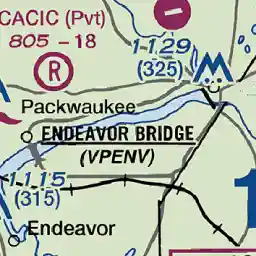 CACIC (Pvt)
805 - 18
R
1129
(325)
Packwaukee
ENDEAVOR BRIDGE
(VPENV)
1115
(315)
Endeavor